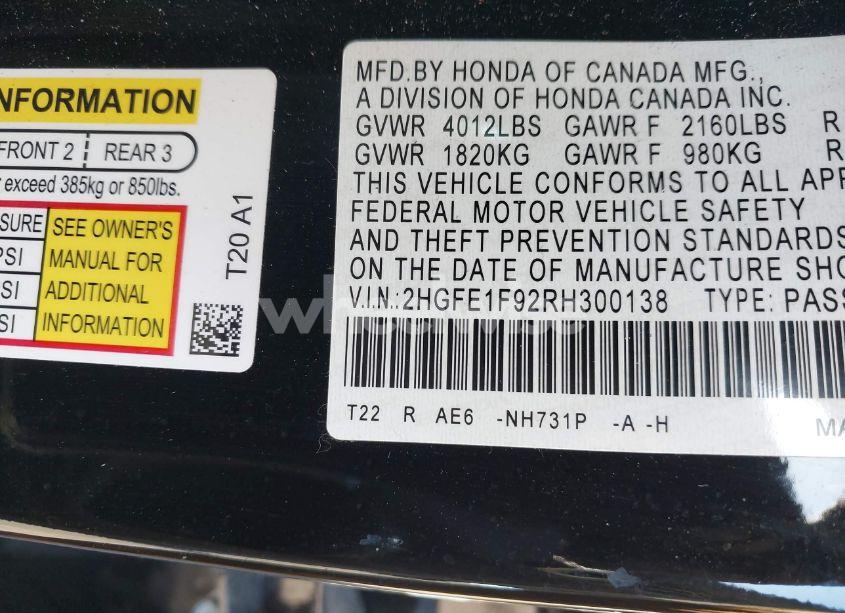 NFORMATION
FRONT 2 REAR 3
exceed 385kg or 850lbs.
SURE SEE OWNER'S
PSI MANUAL FOR
SI ADDITIONAL
SI INFORMATION
T20 A1
MFD.BY HONDA OF CANADA MFG.,
A DIVISION OF HONDA CANADA INC.
GVWR 4012LBS GAWR F 2160LBS R
GVWR 1820KG GAWR F 980KG R
THIS VEHICLE CONFORMS TO ALL APP
FEDERAL MOTOR VEHICLE SAFETY
AND THEFT PREVENTION STANDARDS
ON THE DATE OF MANUFACTURE SHO
V.I.N.:2HGFE1F92RH300138 TYPE: PASS
T22 R AE6 -NH731P -A -H MA